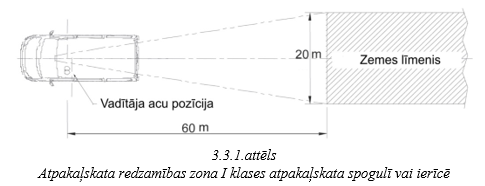 20 m
Zemes līmenis
Vadītāja acu pozīcija
60 m
3.3.1.attēls
Atpakaļskata redzamības zona I klases atpakaļskata spogulī vai ierīcē